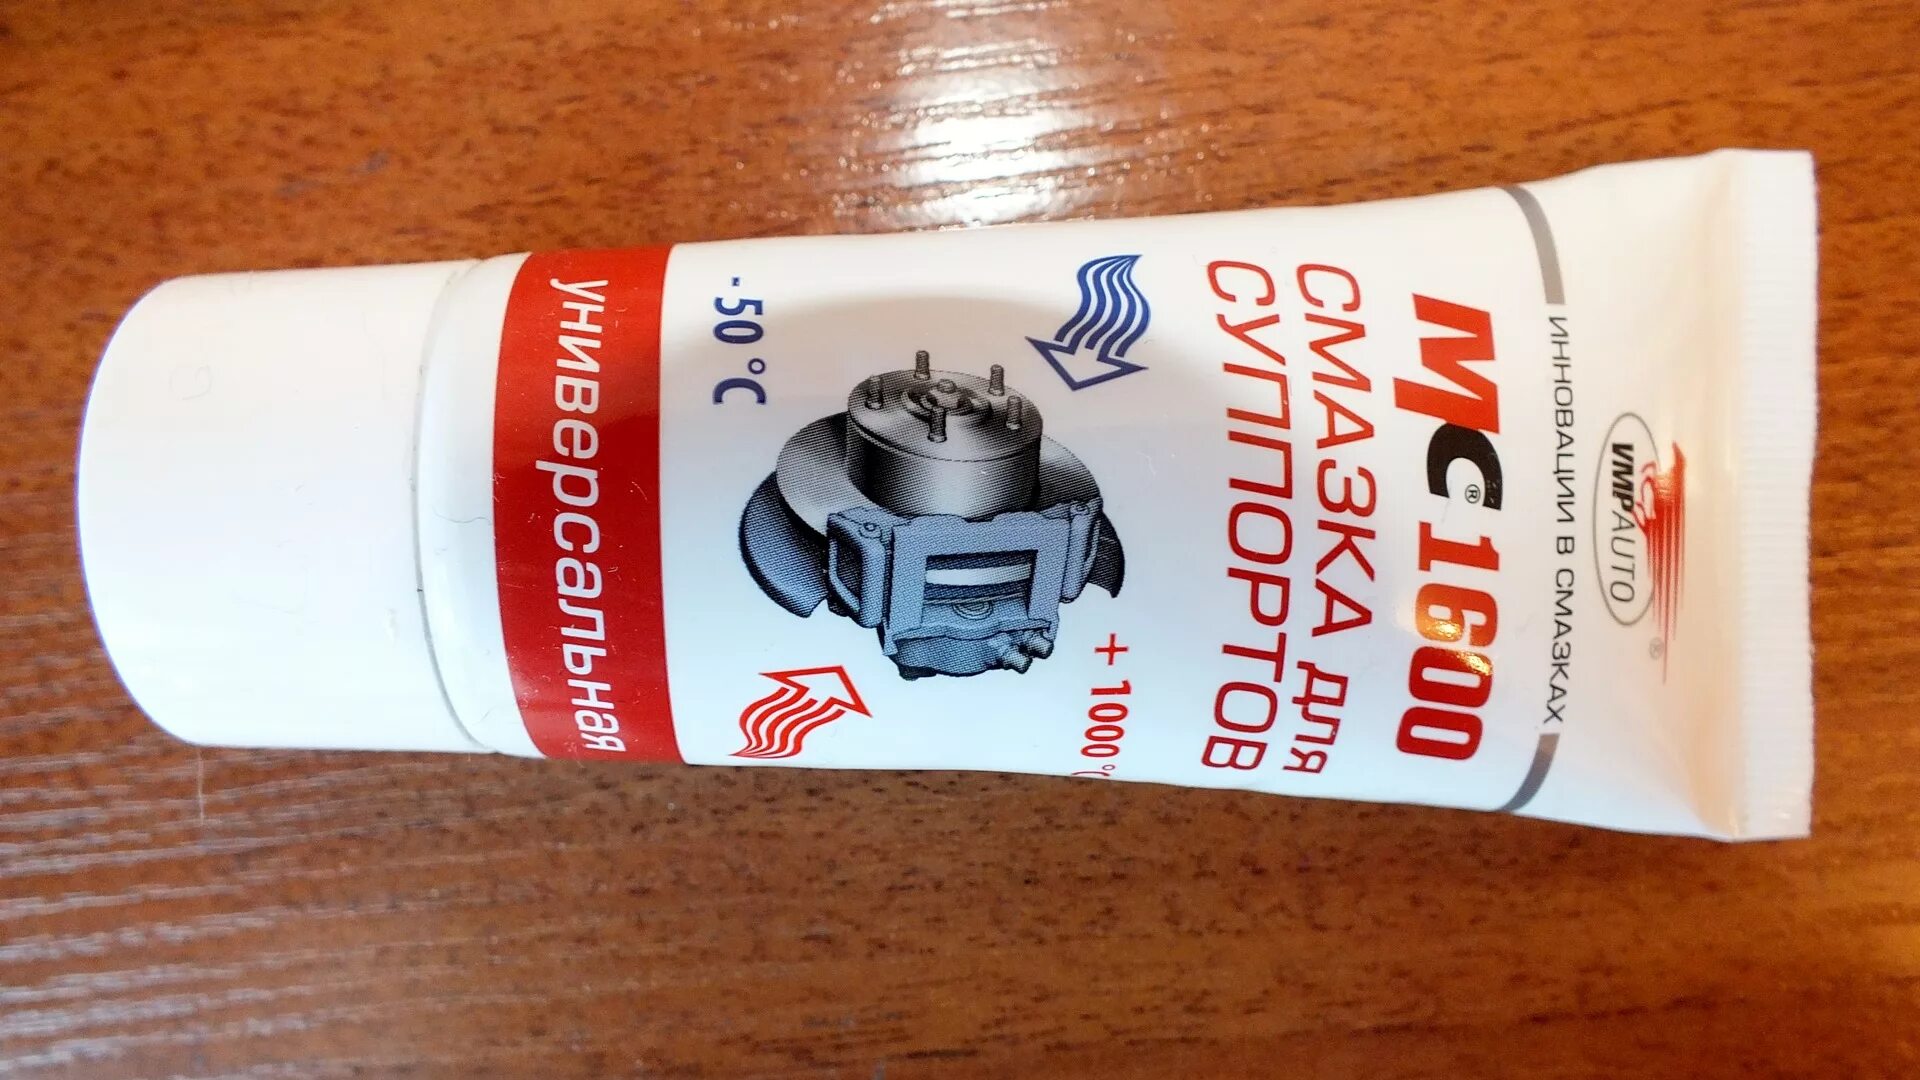 VMPAUTO
®
ИННОВАЦИИ В СМАЗКАХ
МС® 1600
СМАЗКА ДЛЯ
СУППОРТОВ
+ 1000 °C
- 50 °C
универсальная